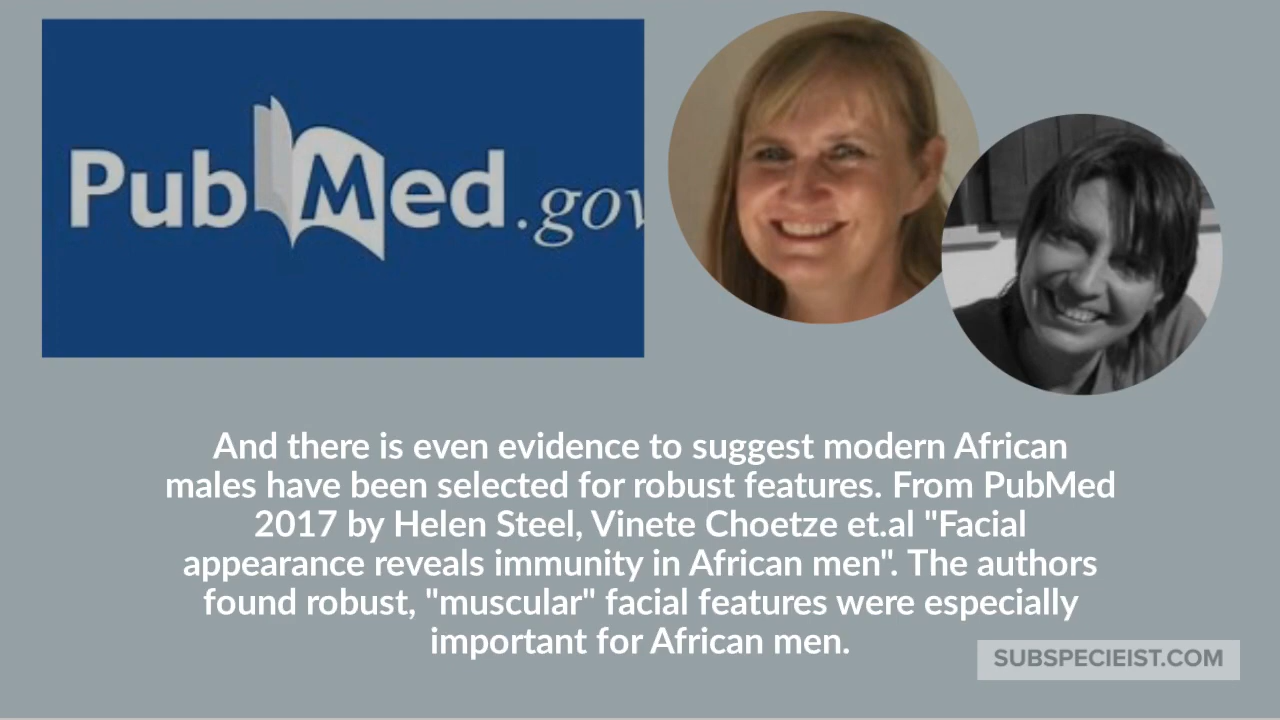 PubMed.gov
And there is even evidence to suggest modern African
males have been selected for robust features. From PubMed
2017 by Helen Steel, Vinete Choetze et.al "Facial
appearance reveals immunity in African men". The authors
found robust, "muscular" facial features were especially
important for African men.
SUBSPECIEIST.COM